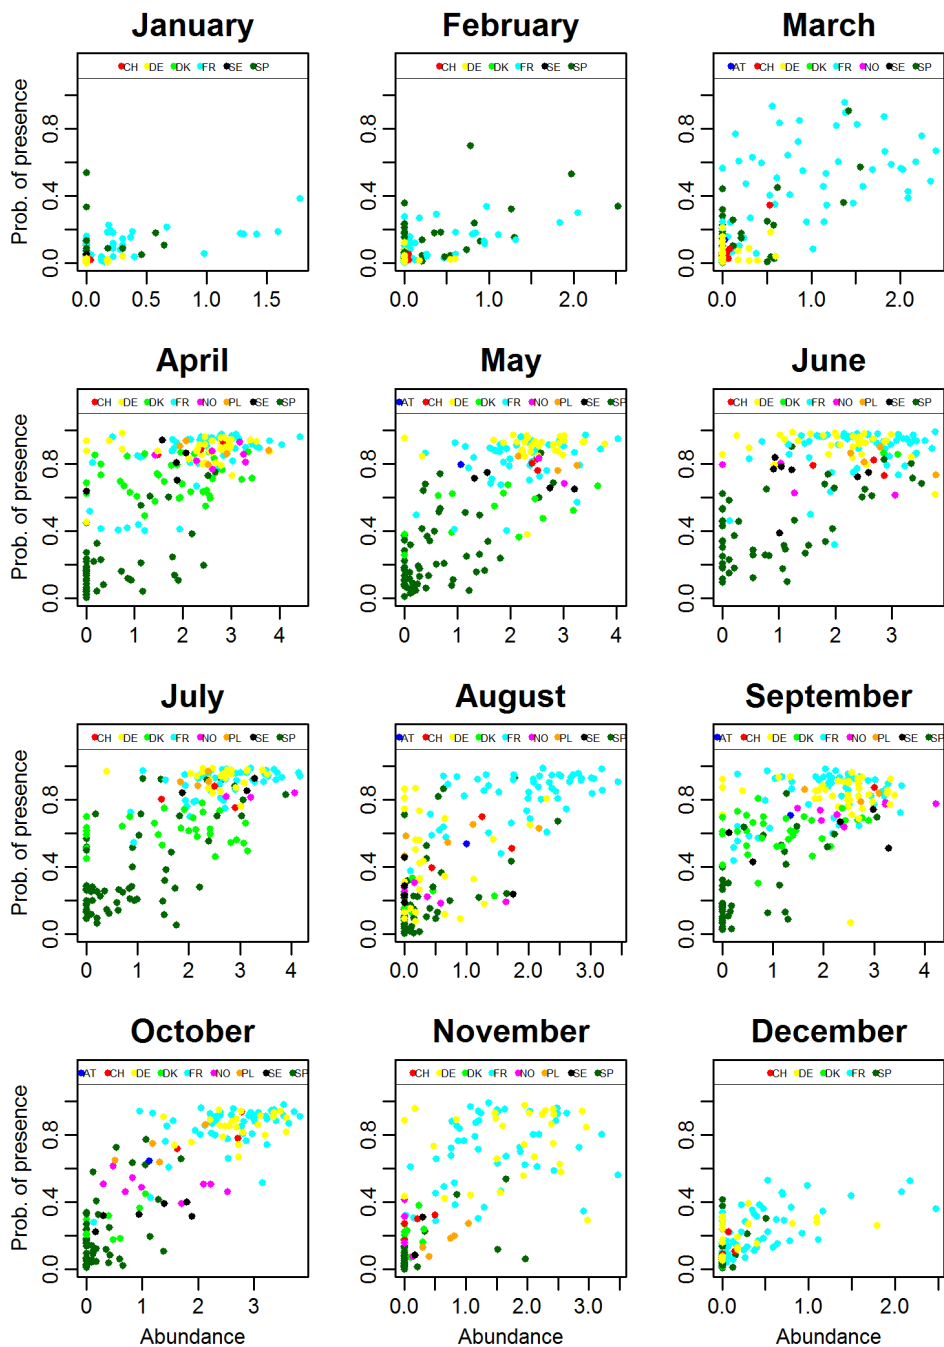 January February March
CH DE DK FR SE SP CH DE DK FR SE SP AT CH DE DK FR NO SE SP
Prob. of presence
0.0 0.4 0.8
0.0 0.5 1.0 1.5
0.0 0.4 0.8
0.0 1.0 2.0
0.0 0.4 0.8
0.0 1.0 2.0
April May June
CH DE DK FR NO PL SE SP AT CH DE DK FR NO PL SE SP CH DE DK FR NO PL SE SP
Prob. of presence
0.0 0.4 0.8
0 1 2 3 4
0.0 0.4 0.8
0 1 2 3 4
0.0 0.4 0.8
0 1 2 3
July August September
CH DE DK FR NO PL SE SP AT CH DE DK FR NO PL SE SP AT CH DE DK FR NO PL SE SP
Prob. of presence
0.0 0.4 0.8
0 1 2 3 4
0.0 0.4 0.8
0.0 1.0 2.0 3.0
0.0 0.4 0.8
0 1 2 3 4
October November December
AT CH DE DK FR NO PL SE SP CH DE DK FR NO PL SE SP CH DE DK FR SP
Prob. of presence
0.0 0.4 0.8
0 1 2 3
0.0 0.4 0.8
0.0 1.0 2.0 3.0
0.0 0.4 0.8
0.0 1.0 2.0
Abundance Abundance Abundance